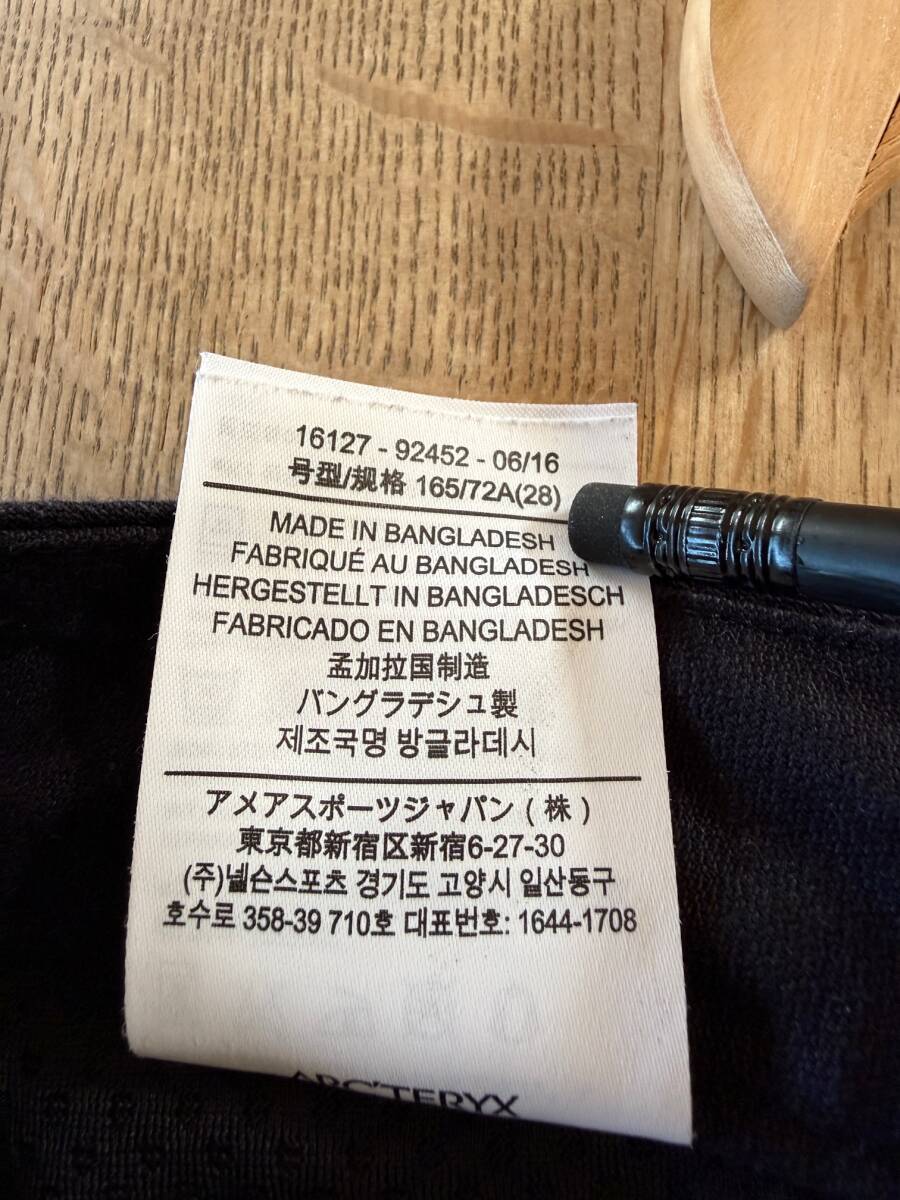 16127 - 92452 - 06/16
号型/规格 165/72A(28)
MADE IN BANGLADESH
FABRIQUÉ AU BANGLADESH
HERGESTELLT IN BANGLADESCH
FABRICADO EN BANGLADESH
孟加拉国制造
バングラデシュ製
제조국명 방글라데시
アメアスポーツジャパン ( 株 )
東京都新宿区新宿6-27-30
(주)넬슨스포츠 경기도 고양시 일산동구
호수로 358-39 710호 대표번호: 1644-1708
ARC'TERYX